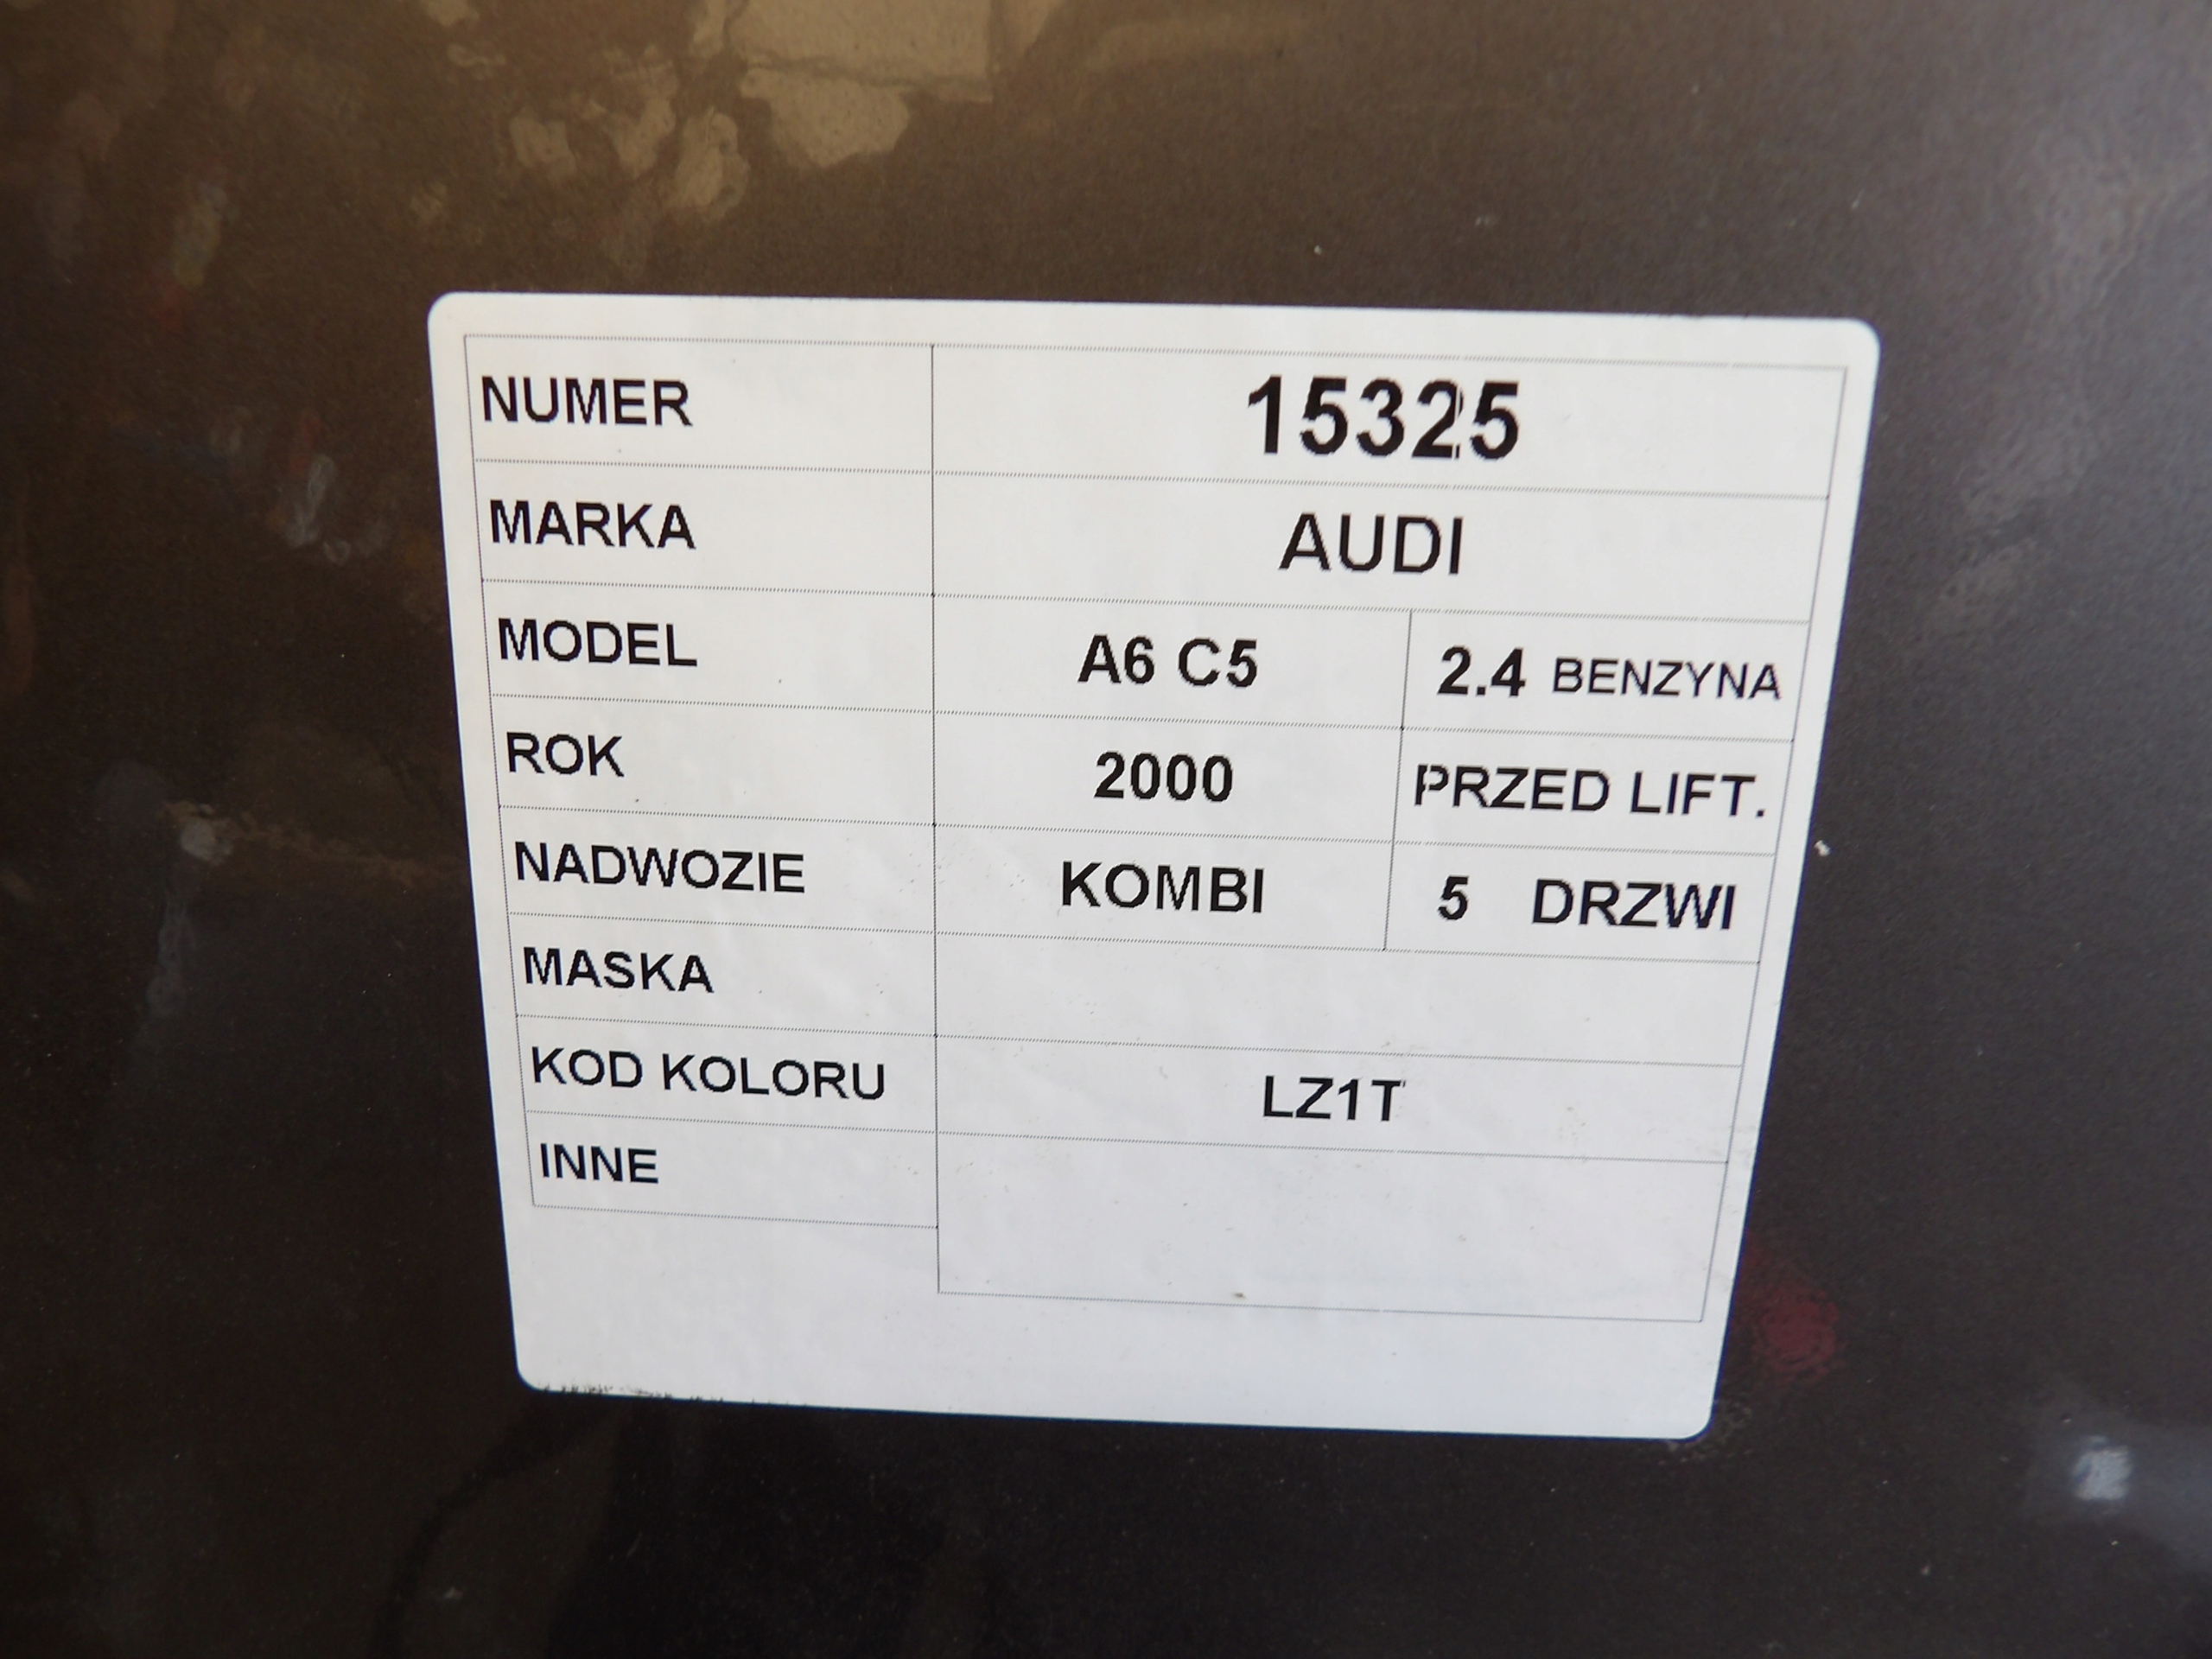 NUMER 15325
MARKA AUDI
MODEL A6 C5 2.4 BENZYNA
ROK 2000 PRZED LIFT.
NADWOZIE KOMBI 5 DRZWI
MASKA
KOD KOLORU LZ1T
INNE